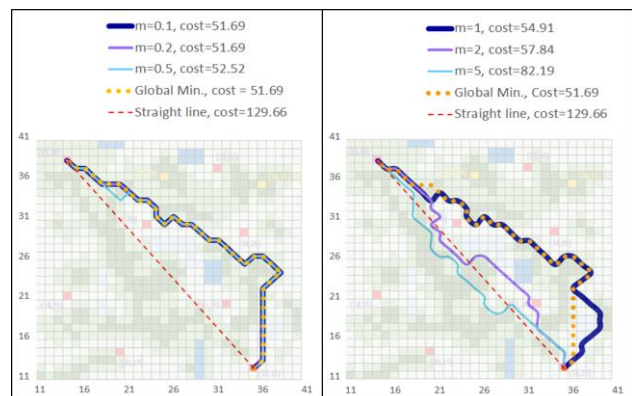 m=0.1, cost=51.69
m=0.2, cost=51.69
m=0.5, cost=52.52
Global Min., cost = 51.69
Straight line, cost=129.66
41
36
31
26
21
16
11
11 16 21 26 31 36 41
m=1, cost=54.91
m=2, cost=57.84
m=5, cost=82.19
Global Min., Cost=51.69
Straight line, cost=129.66
41
36
31
26
21
16
11
11 16 21 26 31 36 41